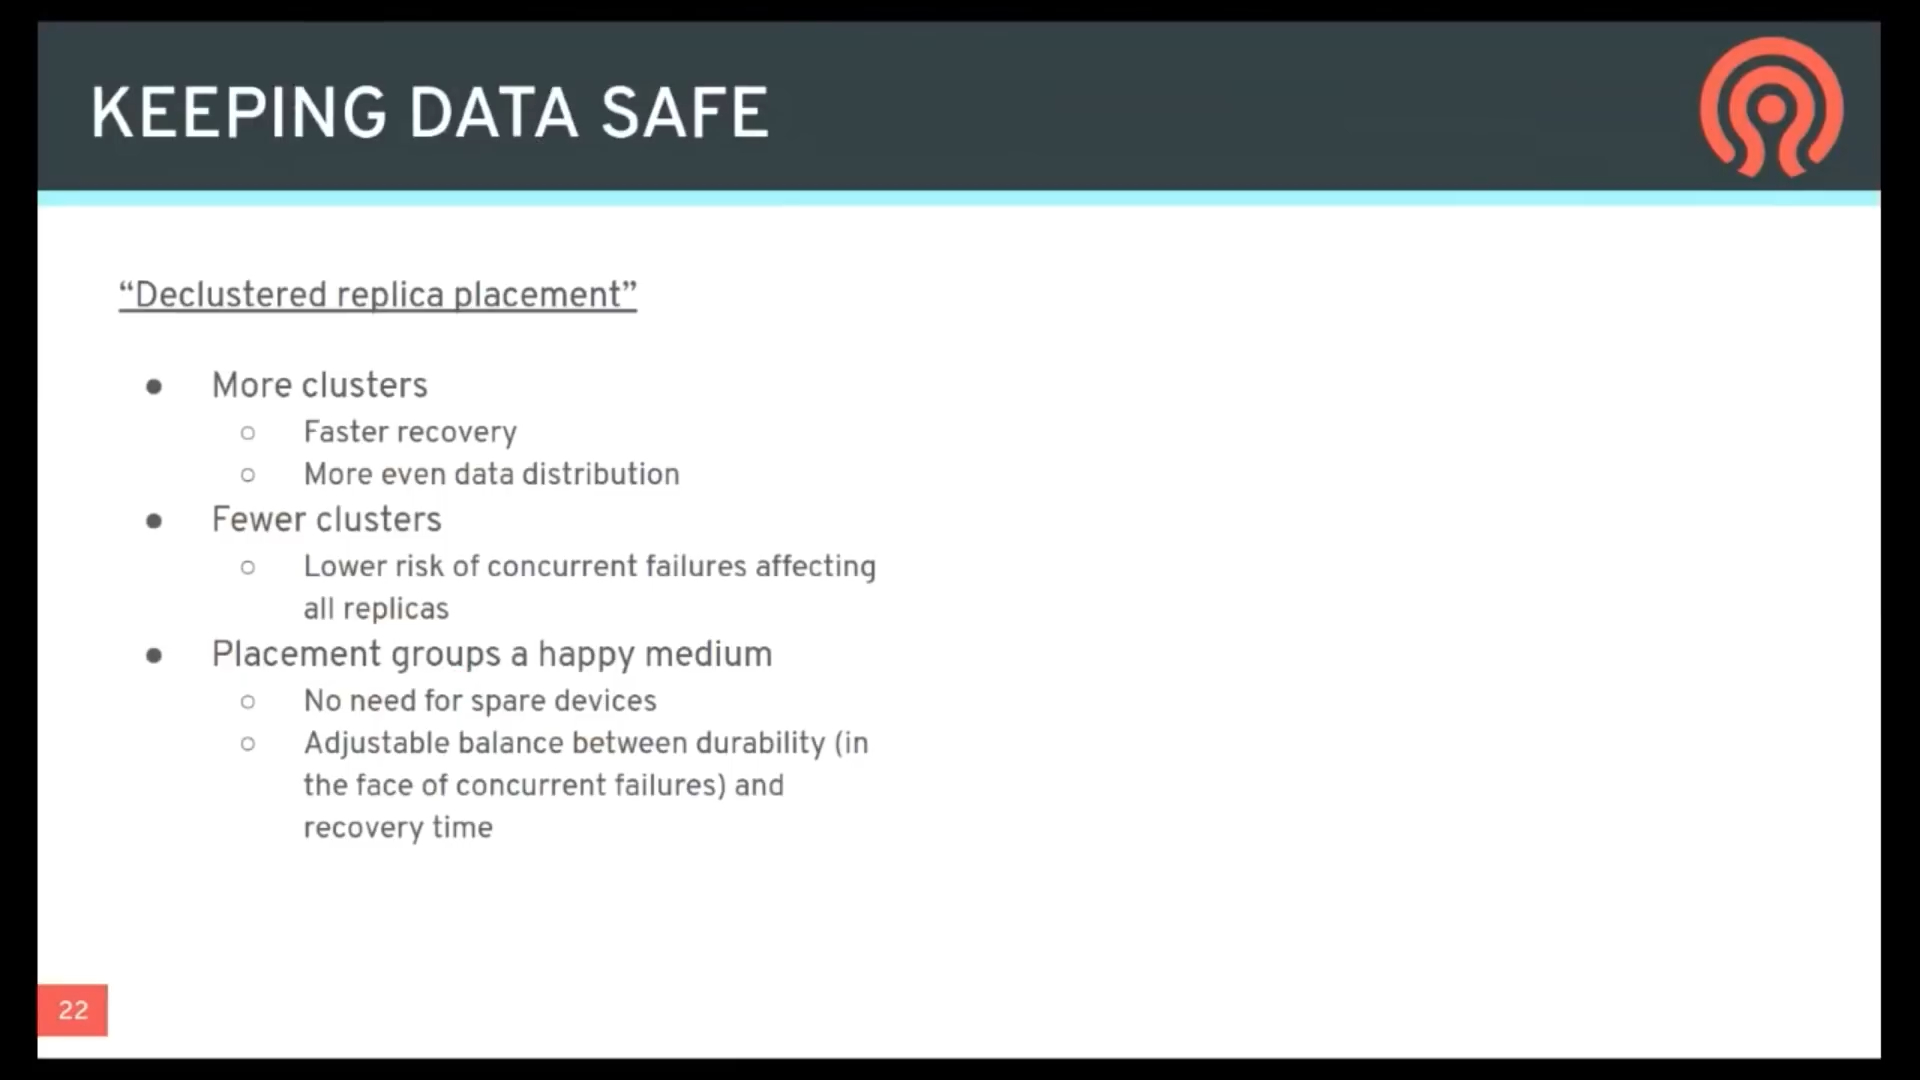 KEEPING DATA SAFE
“Declustered replica placement”
● More clusters
○ Faster recovery
○ More even data distribution
● Fewer clusters
○ Lower risk of concurrent failures affecting
all replicas
● Placement groups a happy medium
○ No need for spare devices
○ Adjustable balance between durability (in
the face of concurrent failures) and
recovery time
22